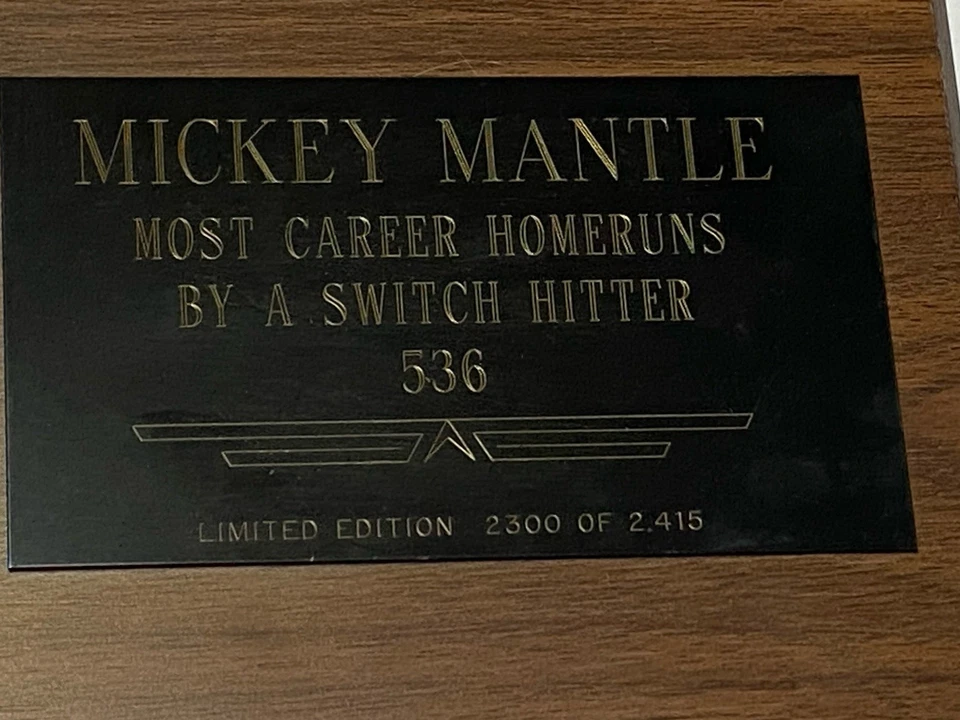 MICKEY MANTLE
MOST CAREER HOMERUNS
BY A SWITCH HITTER
536
LIMITED EDITION 2300 OF 2.415